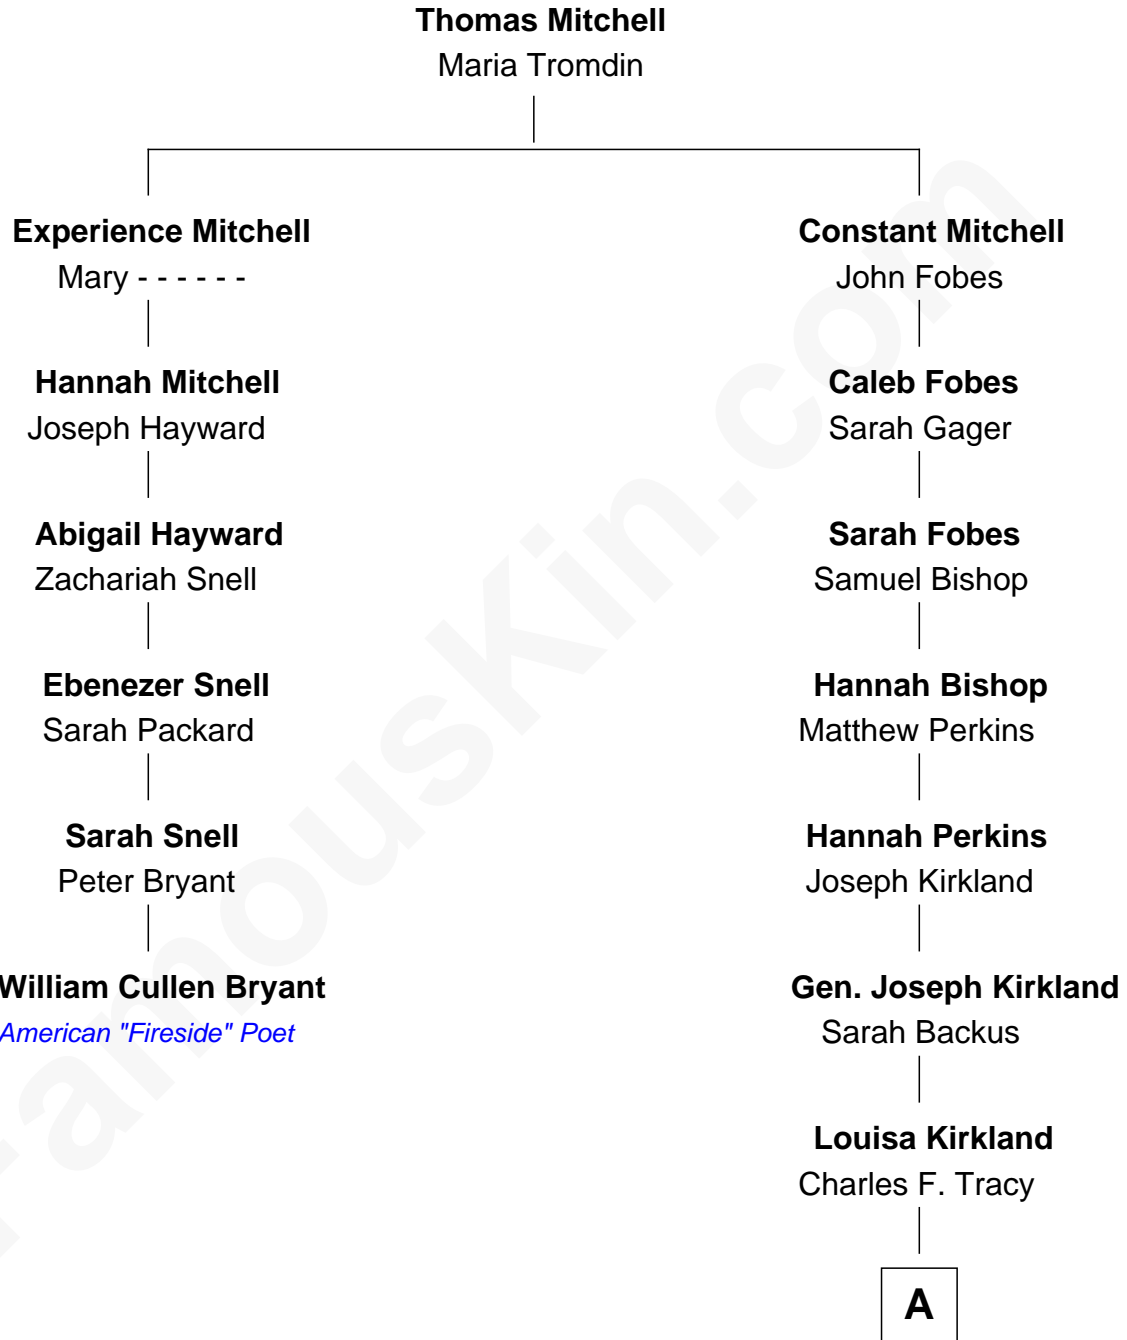 Thomas Mitchell
Maria Tromdin
Experience Mitchell
Mary - - - - - -
Hannah Mitchell
Joseph Hayward
Abigail Hayward
Zachariah Snell
Ebenezer Snell
Sarah Packard
Sarah Snell
Peter Bryant
William Cullen Bryant
American "Fireside" Poet
Constant Mitchell
John Fobes
Caleb Fobes
Sarah Gager
Sarah Fobes
Samuel Bishop
Hannah Bishop
Matthew Perkins
Hannah Perkins
Joseph Kirkland
Gen. Joseph Kirkland
Sarah Backus
Louisa Kirkland
Charles F. Tracy
A
FamousKin.com